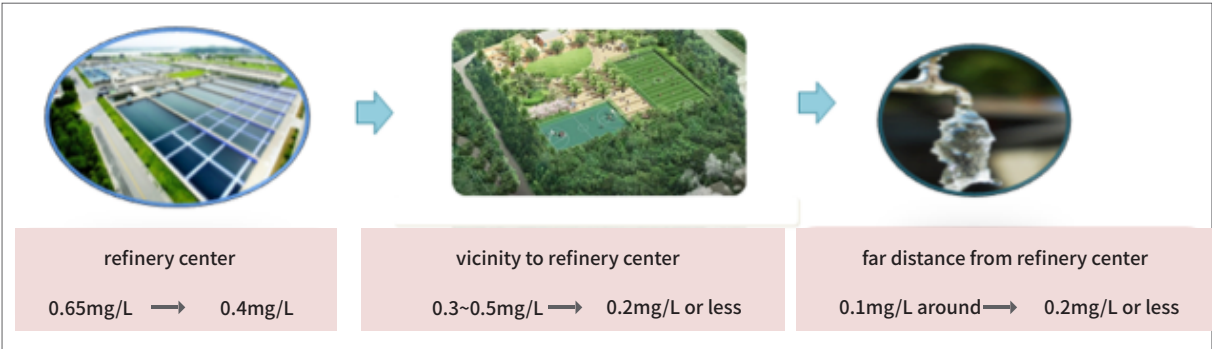 refinery center
0.65mg/L → 0.4mg/L
vicinity to refinery center
0.3~0.5mg/L → 0.2mg/L or less
far distance from refinery center
0.1mg/L around → 0.2mg/L or less